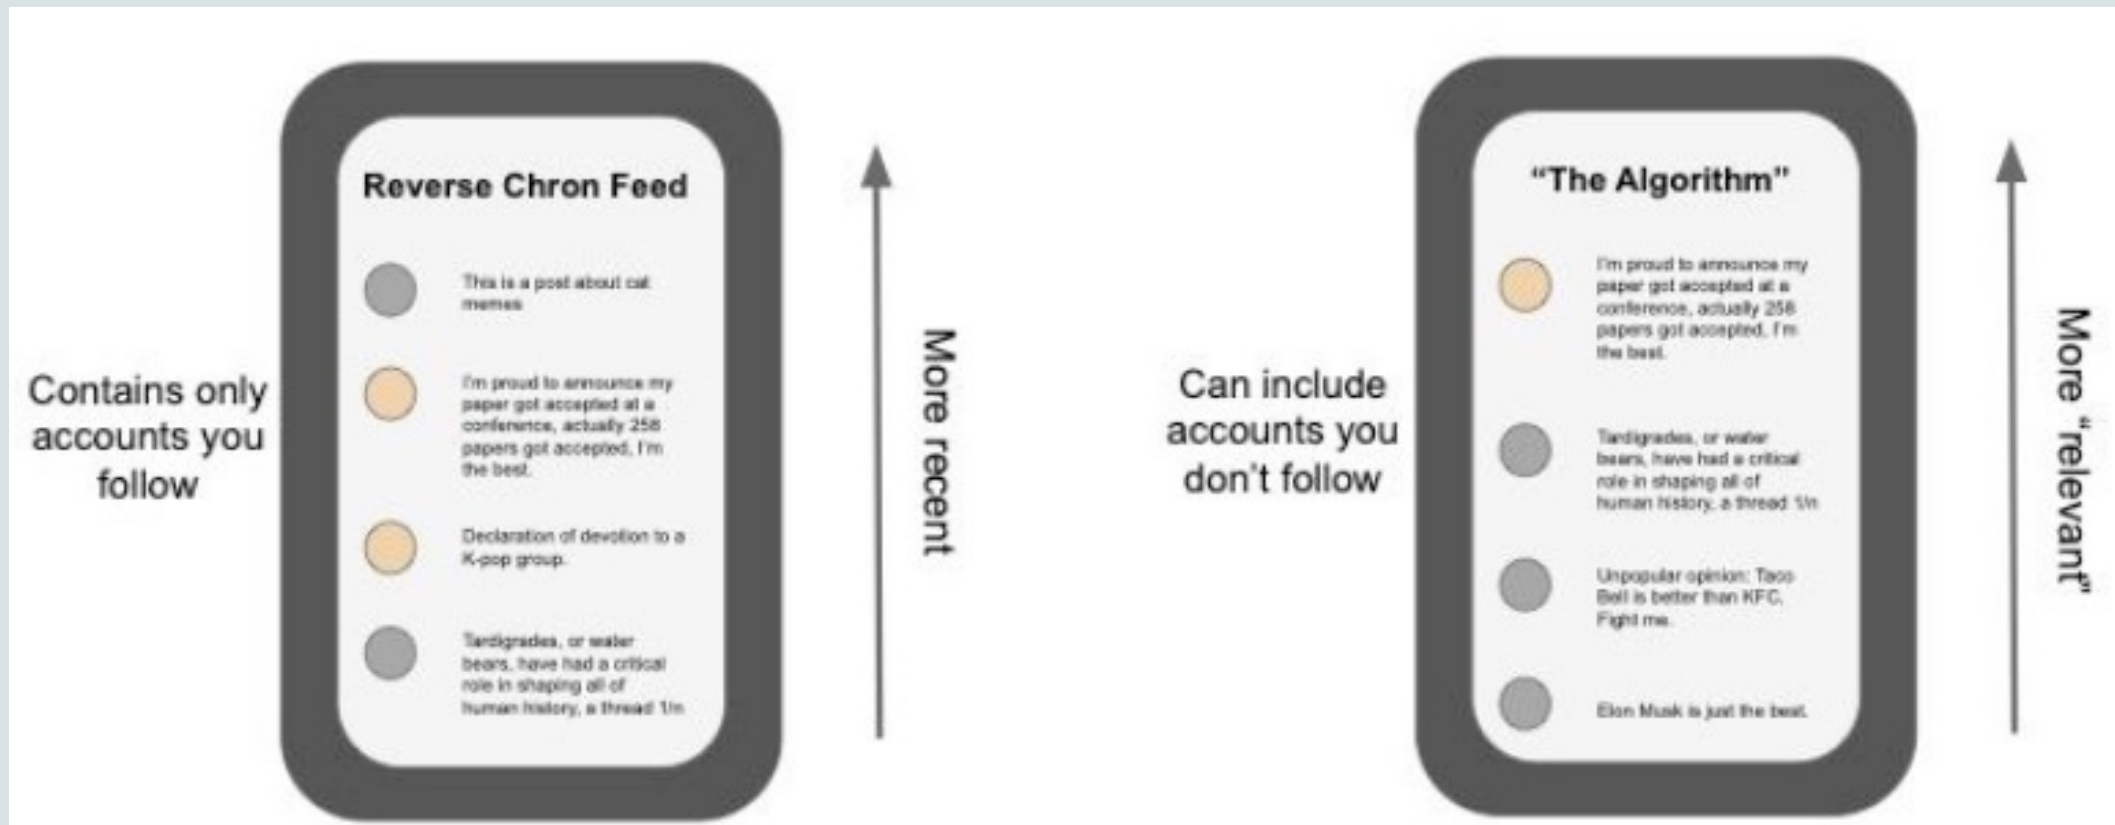 Contains only
accounts you
follow
Reverse Chron Feed
This is a post about cat
memes
I'm proud to announce my
paper got accepted at a
conference, actually 258
papers got accepted, I'm
the best.
Declaration of devotion to a
K-pop group.
Tardigrades, or water
bears, have had a critical
role in shaping all of
human history, a thread 1/n
More recent
Can include
accounts you
don't follow
“The Algorithm”
I'm proud to announce my
paper got accepted at a
conference, actually 258
papers got accepted, I'm
the best.
Tardigrades, or water
bears, have had a critical
role in shaping all of
human history, a thread 1/n
Unpopular opinion: Taco
Bell is better than KFC.
Fight me.
Elon Musk is just the best.
More “relevant”